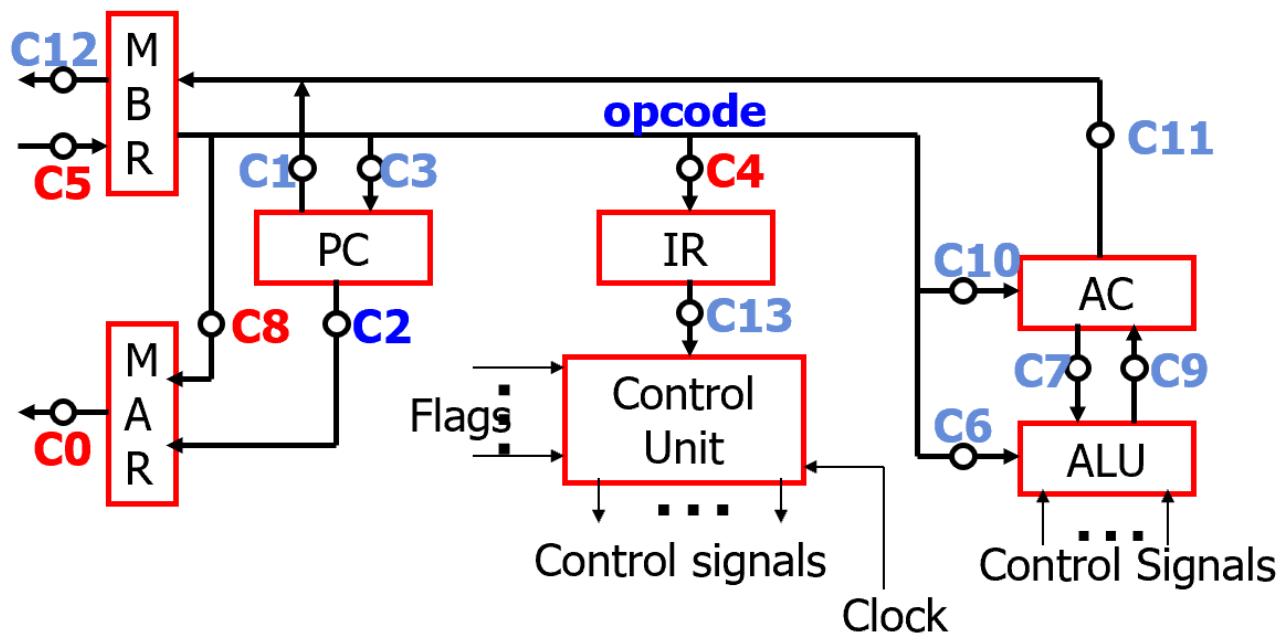 C12
M
B
R
C5
opcode
C1
C3
C4
C11
PC
IR
C10
AC
C8
C2
C13
M
A
R
C0
Flags
Control
Unit
C7
C9
C6
ALU
Control signals
Clock
Control Signals